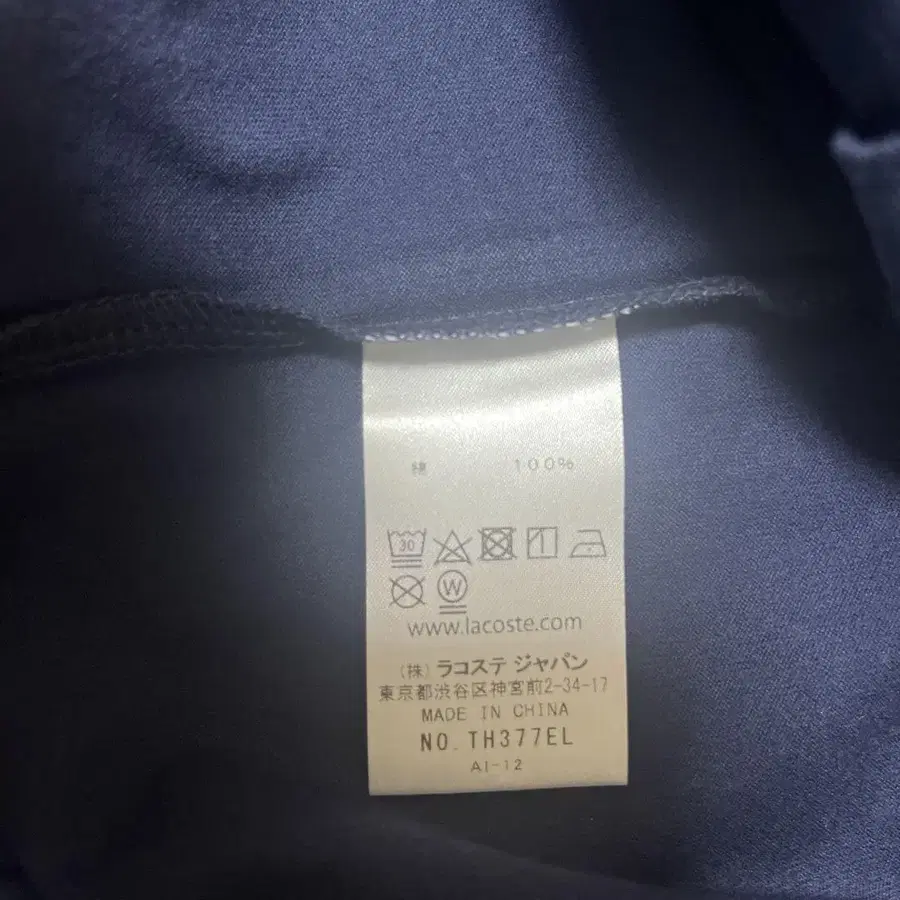 綿 100%
30
W
www.lacoste.com
(株) ラコステ ジャパン
東京都渋谷区神宮前2-34-17
MADE IN CHINA
NO. TH377EL
AI-12